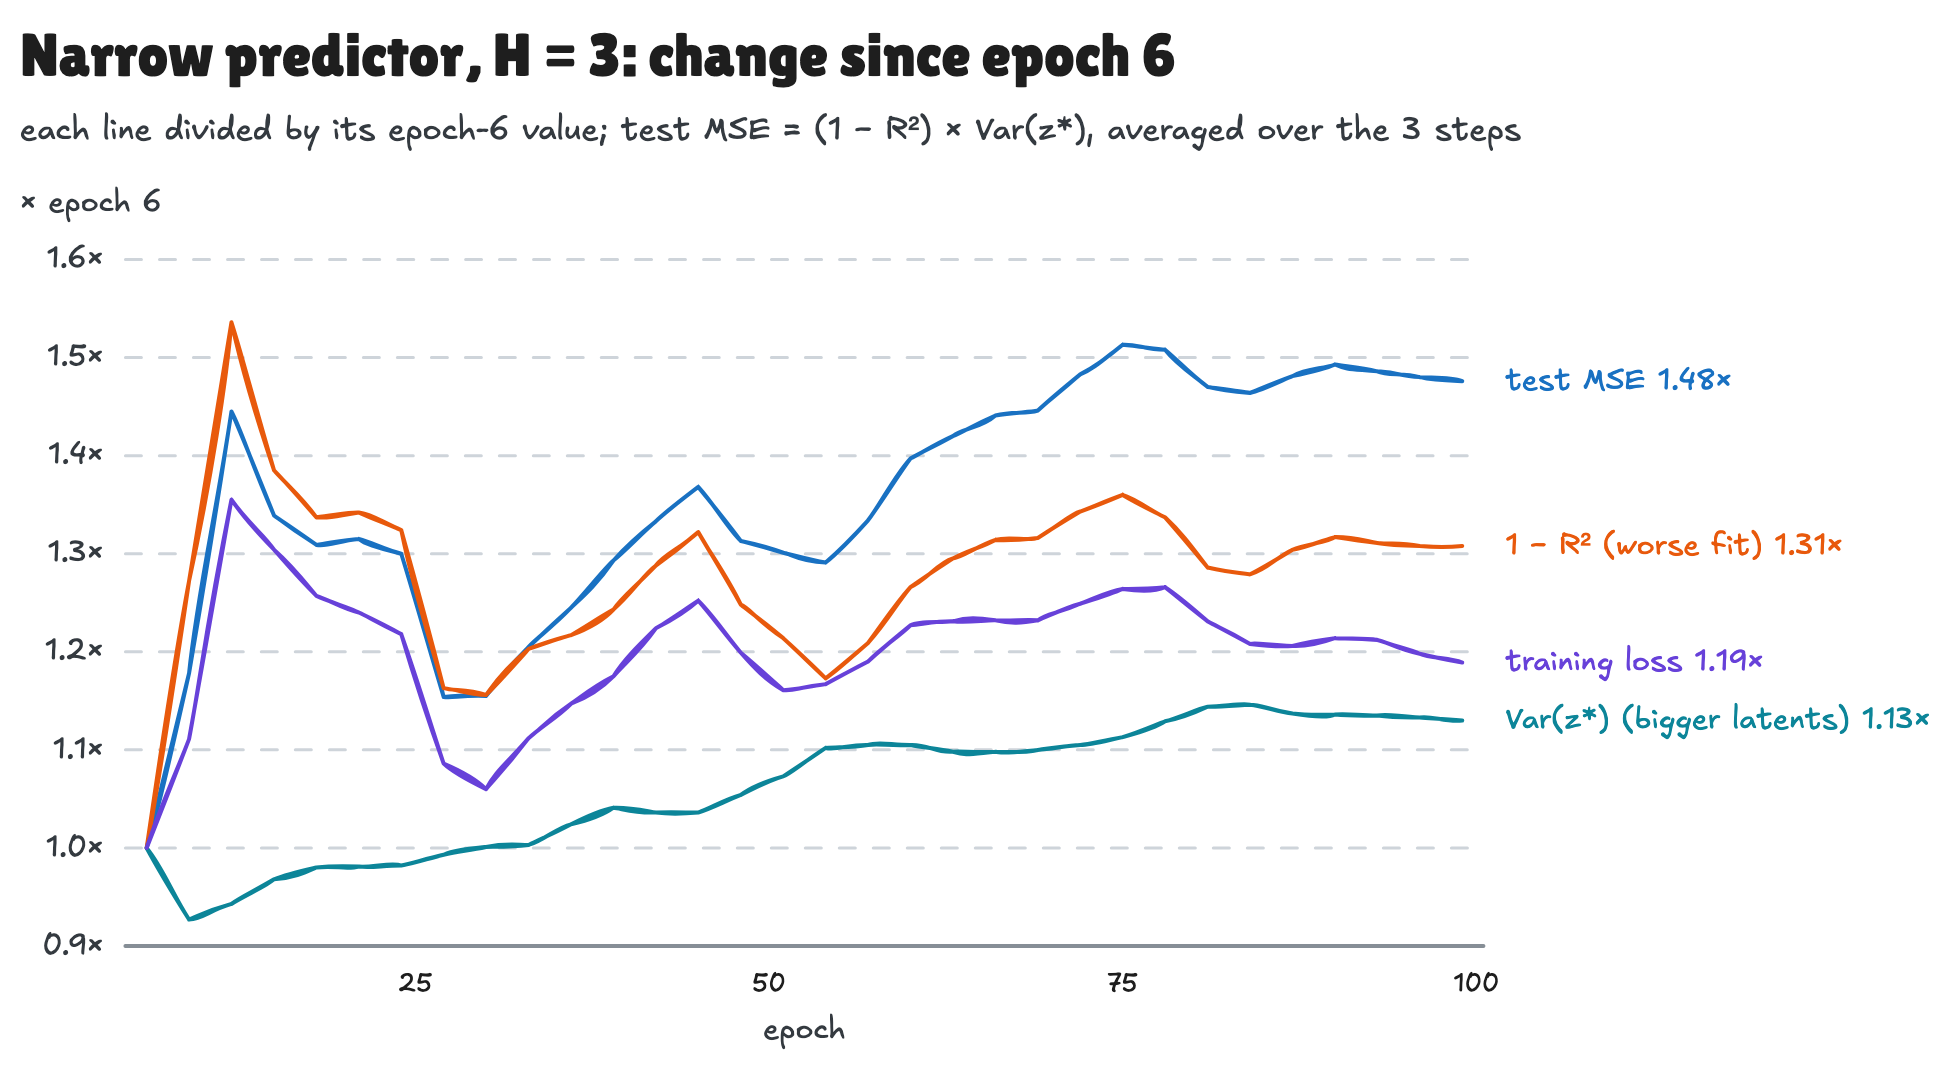 Narrow predictor, H = 3: change since epoch 6
each line divided by its epoch-6 value; test MSE = (1 − R²) × Var(z*), averaged over the 3 steps
× epoch 6
1.6×
1.5×
1.4×
1.3×
1.2×
1.1×
1.0×
0.9×
test MSE 1.48×
1 − R² (worse fit) 1.31×
training loss 1.19×
Var(z*) (bigger latents) 1.13×
25 50 75 100
epoch